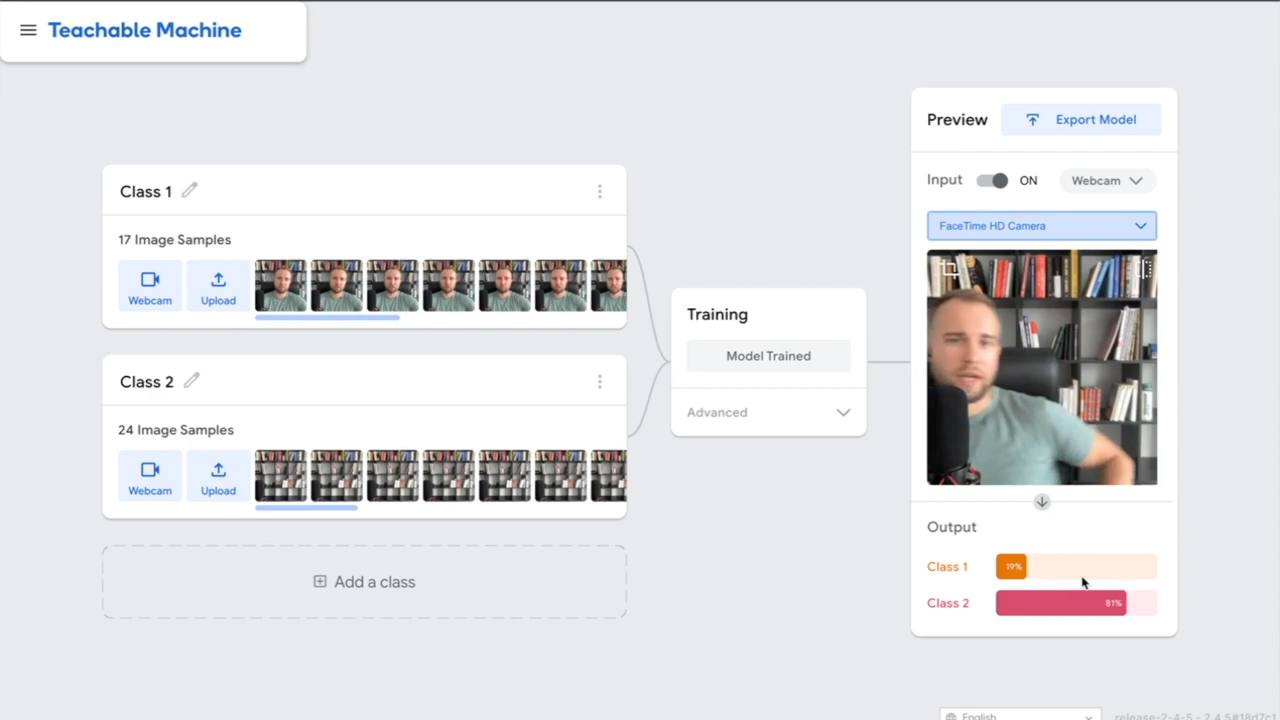 Teachable Machine
Preview
Export Model
Class 1
Input
ON
Webcam
17 Image Samples
FaceTime HD Camera
Webcam
Upload
Training
Model Trained
Class 2
Advanced
24 Image Samples
Webcam
Upload
Output
Class 1
19%
Add a class
Class 2
81%
English